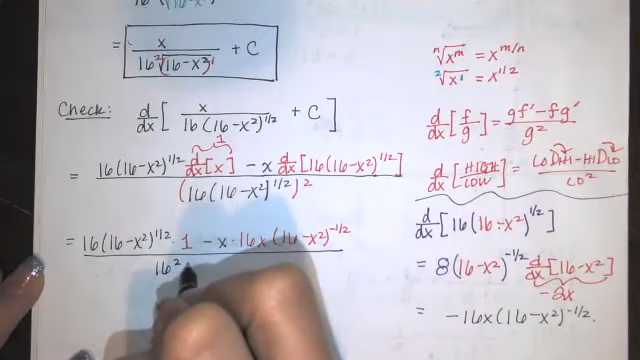 = x / 16 ²√(16-x²)¹ + C
Check: d/dx [ x / 16(16-x²)^1/2 + C ]
1
= 16(16-x²)^1/2 d/dx[x] - x d/dx[16(16-x²)^1/2] / (16(16-x²)^1/2)²
= 16(16-x²)^1/2 · 1 - x · 16x(16-x²)^-1/2 / 16²
ⁿ√x^m = x^m/n
²√x¹ = x^1/2
d/dx [f/g] = gf' - fg' / g²
d/dx [HIGH/LOW] = LO DHI - HI DLO / LO²
d/dx [16(16-x²)^1/2]
= 8(16-x²)^-1/2 d/dx[16-x²]
-2x
= -16x(16-x²)^-1/2.